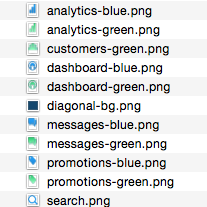 analytics-blue.png
analytics-green.png
customers-green.png
dashboard-blue.png
dashboard-green.png
diagonal-bg.png
messages-blue.png
messages-green.png
promotions-blue.png
promotions-green.png
search.png